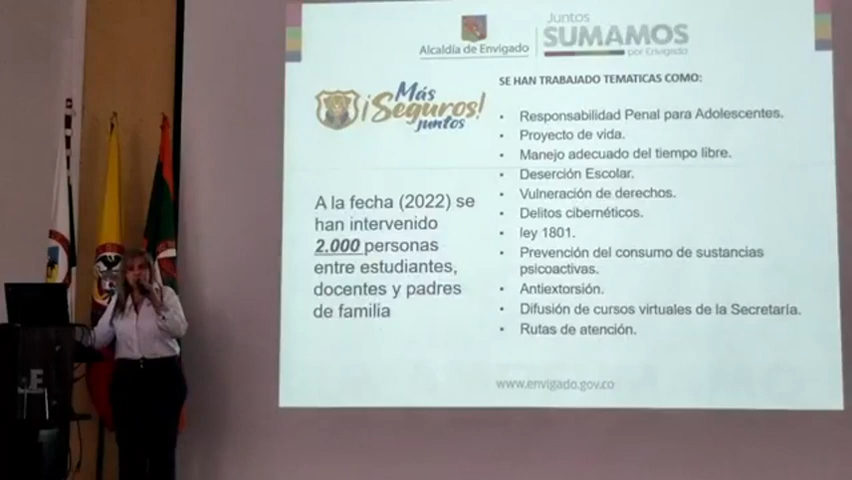 Alcaldía de Envigado
Juntos
SUMAMOS
por Envigado
Más
¡Seguros!
juntos
A la fecha (2022) se
han intervenido
2.000 personas
entre estudiantes,
docentes y padres
de familia
SE HAN TRABAJADO TEMATICAS COMO:
• Responsabilidad Penal para Adolescentes.
• Proyecto de vida.
• Manejo adecuado del tiempo libre.
• Deserción Escolar.
• Vulneración de derechos.
• Delitos cibernéticos.
• ley 1801.
• Prevención del consumo de sustancias
psicoactivas.
• Antiextorsión.
• Difusión de cursos virtuales de la Secretaría.
• Rutas de atención.
www.envigado.gov.co